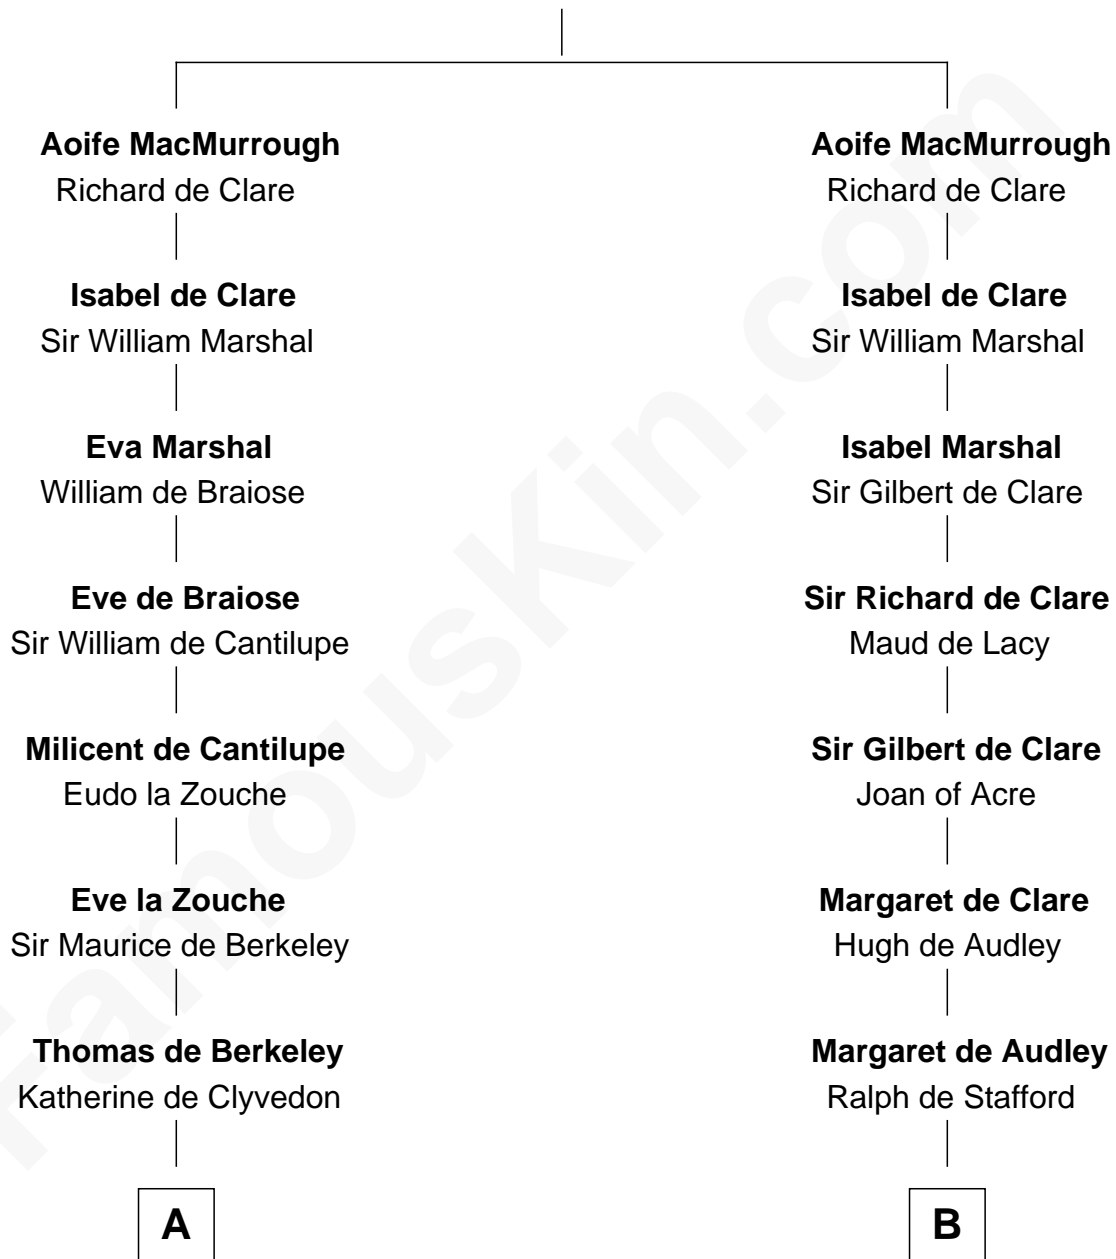 Aoife MacMurrough
Richard de Clare
Isabel de Clare
Sir William Marshal
Eva Marshal
William de Braiose
Eve de Braiose
Sir William de Cantilupe
Milicent de Cantilupe
Eudo la Zouche
Eve la Zouche
Sir Maurice de Berkeley
Thomas de Berkeley
Katherine de Clyvedon
A
Aoife MacMurrough
Richard de Clare
Isabel de Clare
Sir William Marshal
Isabel Marshal
Sir Gilbert de Clare
Sir Richard de Clare
Maud de Lacy
Sir Gilbert de Clare
Joan of Acre
Margaret de Clare
Hugh de Audley
Margaret de Audley
Ralph de Stafford
B
FamousKin.com